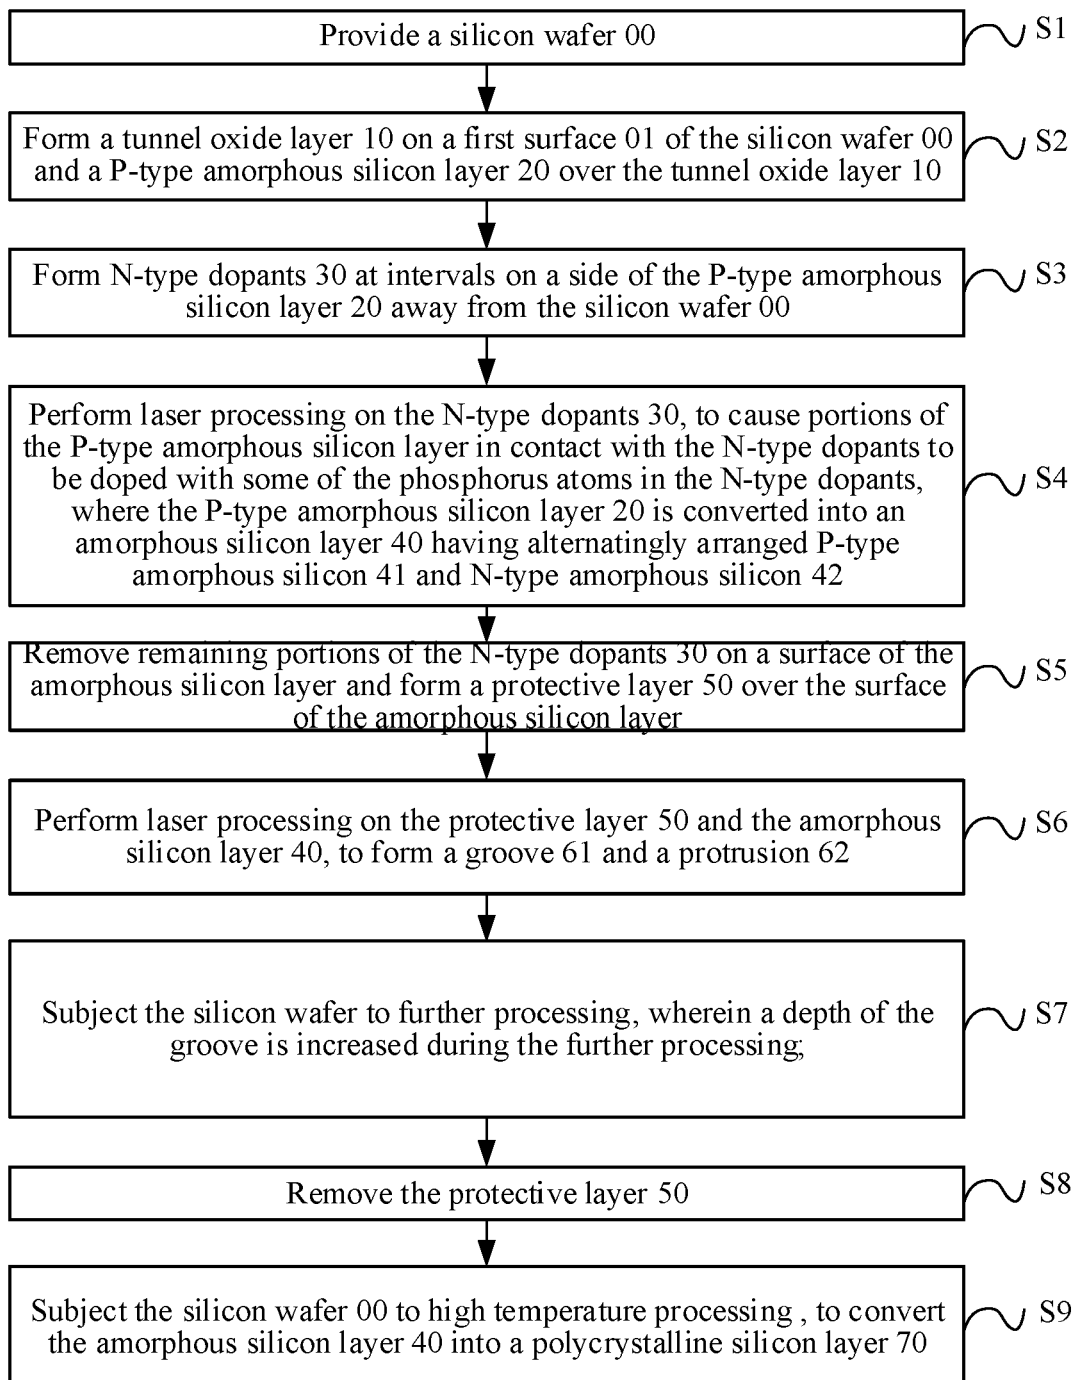 Provide a silicon wafer 00
S1
Form a tunnel oxide layer 10 on a first surface 01 of the silicon wafer 00
and a P-type amorphous silicon layer 20 over the tunnel oxide layer 10
S2
Form N-type dopants 30 at intervals on a side of the P-type amorphous
silicon layer 20 away from the silicon wafer 00
S3
Perform laser processing on the N-type dopants 30, to cause portions of
the P-type amorphous silicon layer in contact with the N-type dopants to
be doped with some of the phosphorus atoms in the N-type dopants,
where the P-type amorphous silicon layer 20 is converted into an
amorphous silicon layer 40 having alternatingly arranged P-type
amorphous silicon 41 and N-type amorphous silicon 42
S4
Remove remaining portions of the N-type dopants 30 on a surface of the
amorphous silicon layer and form a protective layer 50 over the surface
of the amorphous silicon layer
S5
Perform laser processing on the protective layer 50 and the amorphous
silicon layer 40, to form a groove 61 and a protrusion 62
S6
Subject the silicon wafer to further processing, wherein a depth of the
groove is increased during the further processing;
S7
Remove the protective layer 50
S8
Subject the silicon wafer 00 to high temperature processing , to convert
the amorphous silicon layer 40 into a polycrystalline silicon layer 70
S9